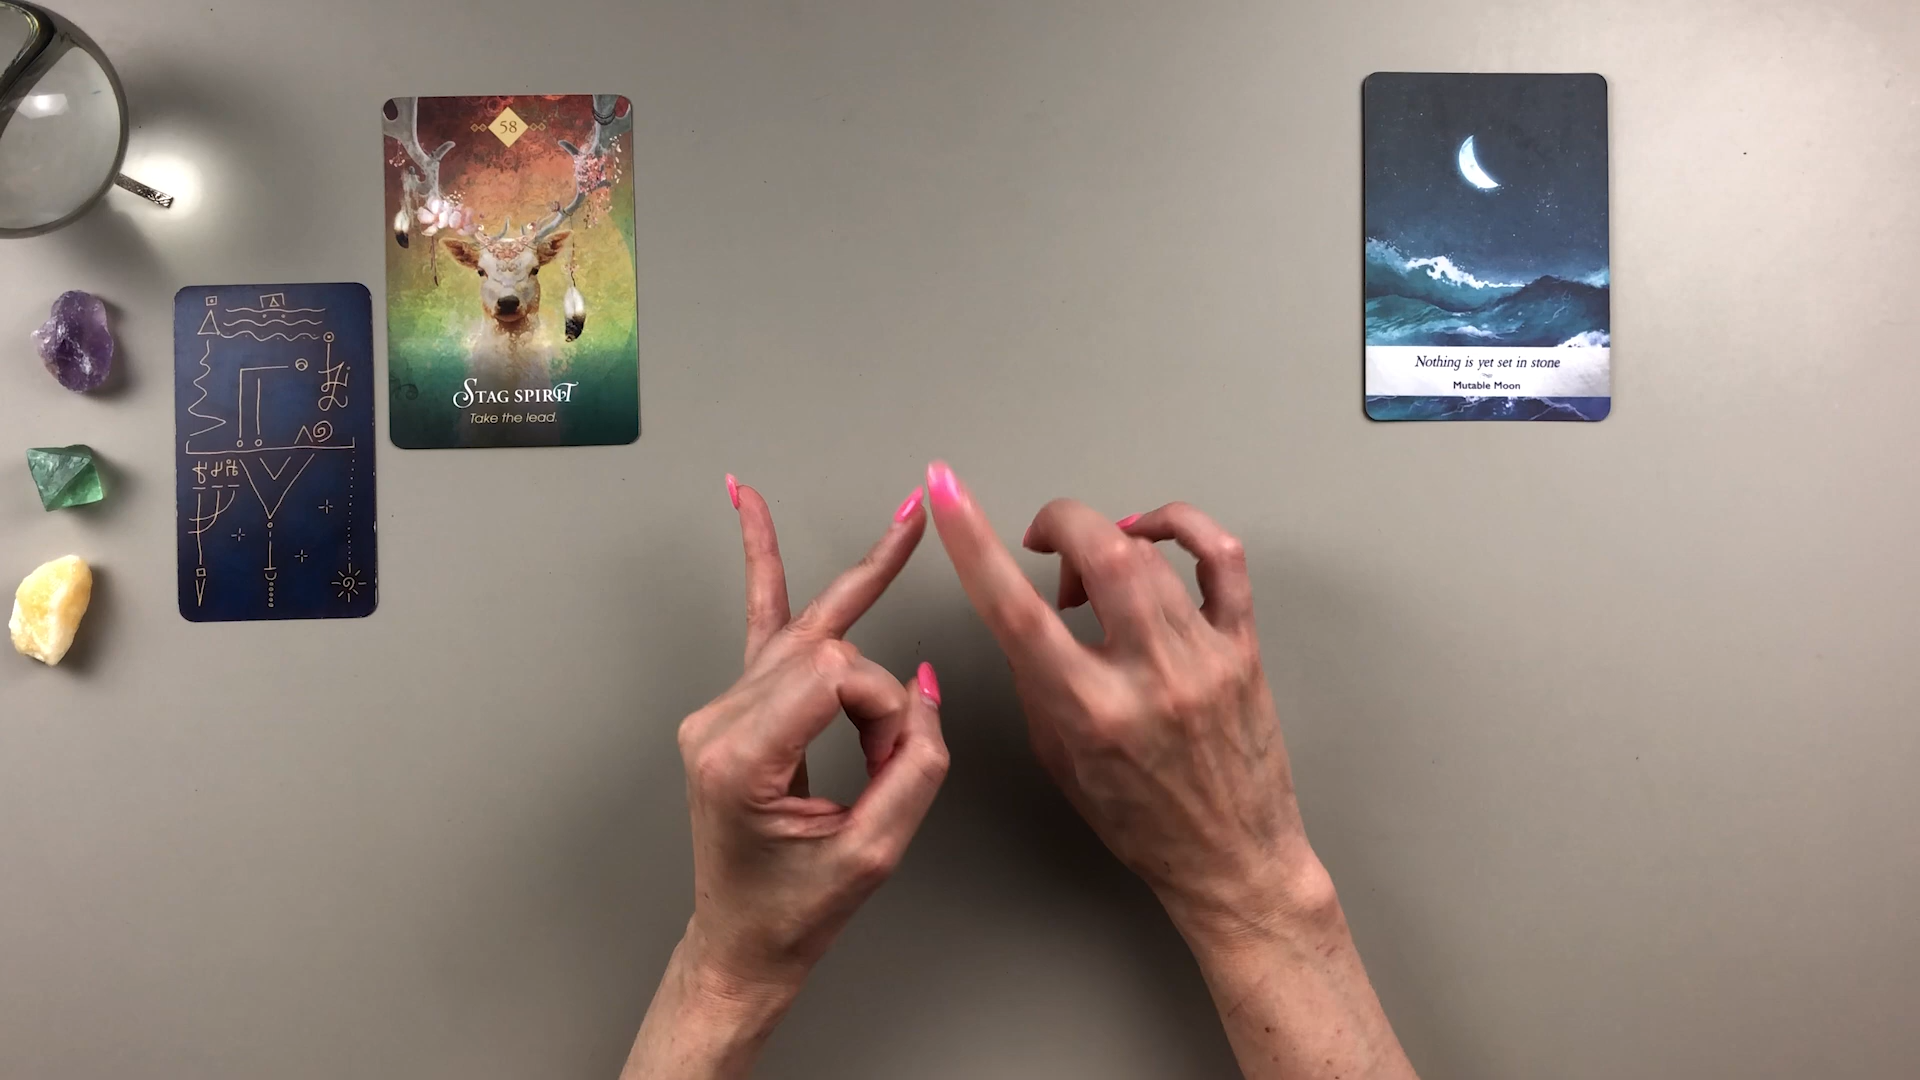 58
STAG SPIRIT
Take the lead.
Nothing is yet set in stone
Mutable Moon